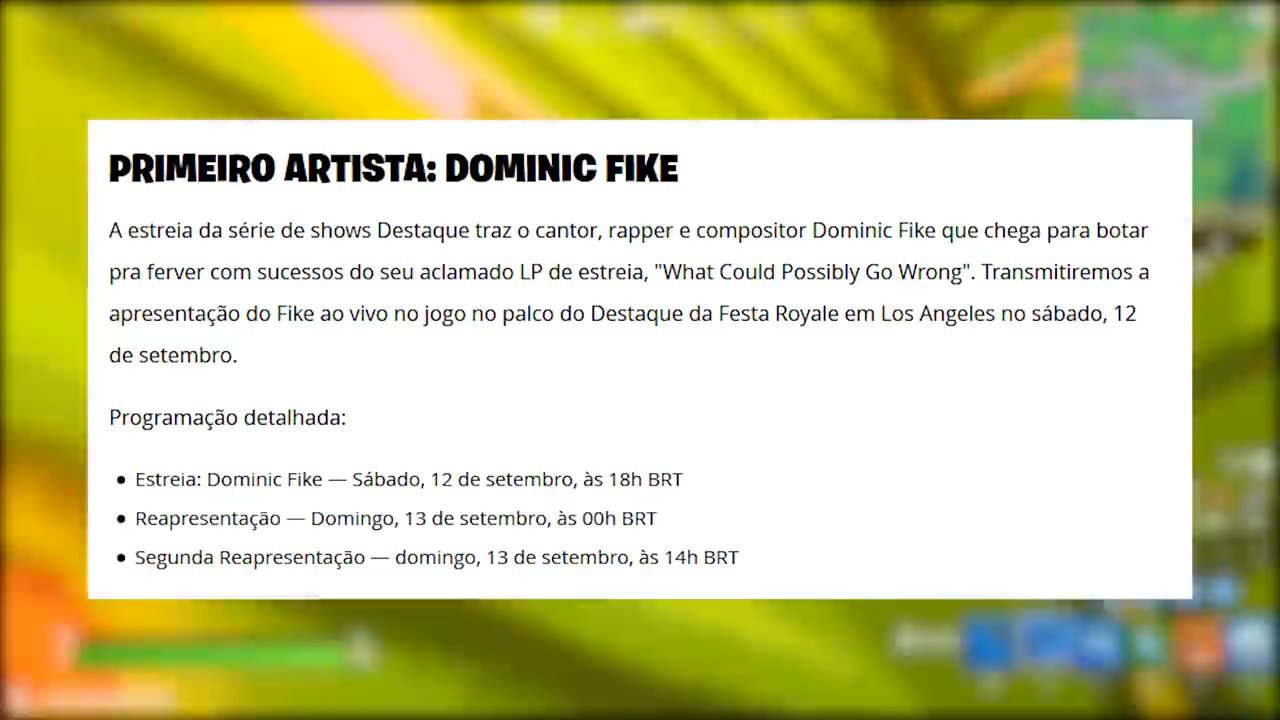 PRIMEIRO ARTISTA: DOMINIC FIKE
A estreia da série de shows Destaque traz o cantor, rapper e compositor Dominic Fike que chega para botar
pra ferver com sucessos do seu aclamado LP de estreia, "What Could Possibly Go Wrong". Transmitiremos a
apresentação do Fike ao vivo no jogo no palco do Destaque da Festa Royale em Los Angeles no sábado, 12
de setembro.
Programação detalhada:
• Estreia: Dominic Fike — Sábado, 12 de setembro, às 18h BRT
• Reapresentação — Domingo, 13 de setembro, às 00h BRT
• Segunda Reapresentação — domingo, 13 de setembro, às 14h BRT